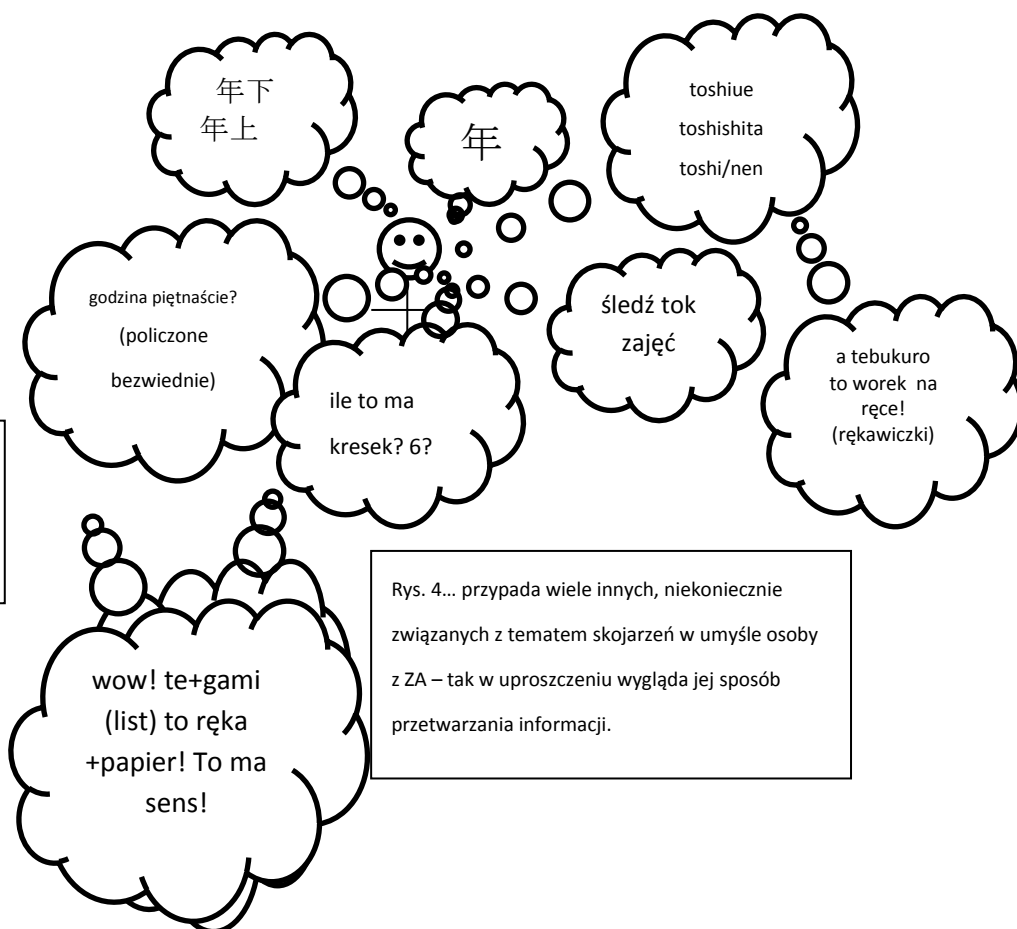 年下
年上
年
toshiue
toshishita
toshi/nen
godzina piętnaście?
(policzone
bezwiednie)
ile to ma
kresek? 6?
śledź tok
zajęć
a tebukuro
to worek na
ręce!
(rękawiczki)
wow! te+gami
(list) to ręka
+papier! To ma
sens!
Rys. 4... przypada wiele innych, niekoniecznie
związanych z tematem skojarzeń w umyśle osoby
z ZA – tak w uproszczeniu wygląda jej sposób
przetwarzania informacji.